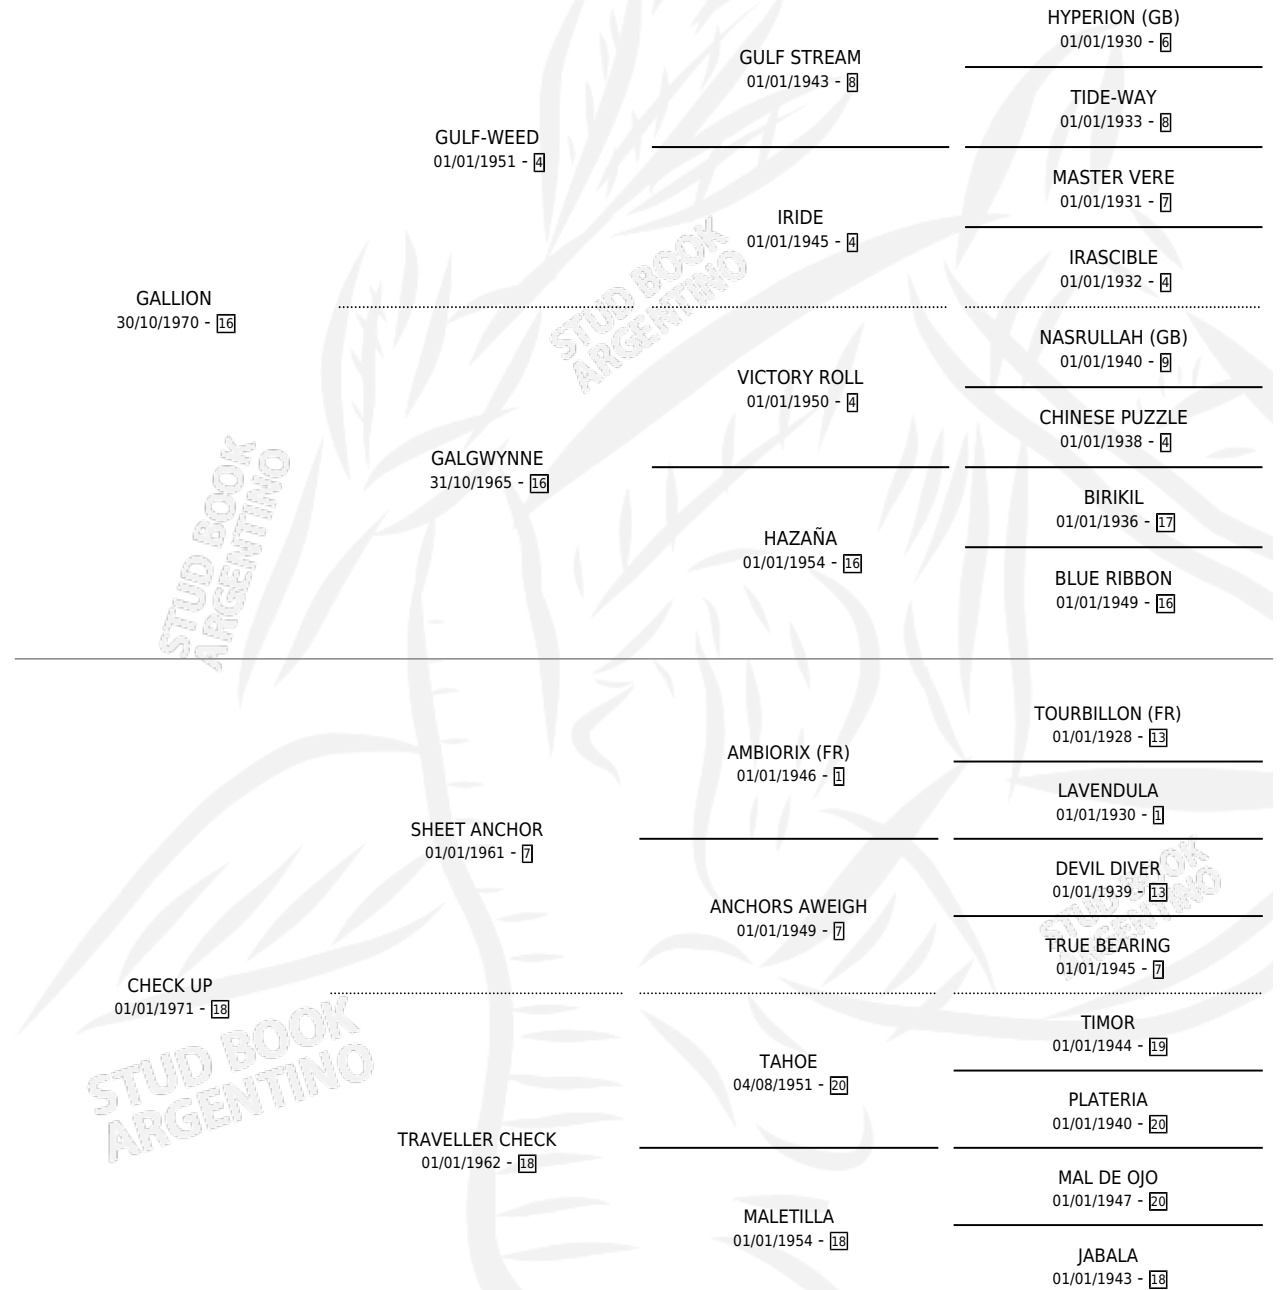 HYPERION (GB)
01/01/1930 - 6
GULF STREAM
01/01/1943 - 8
TIDE-WAY
01/01/1933 - 8
GULF-WEED
01/01/1951 - 4
MASTER VERE
01/01/1931 - 7
IRIDE
01/01/1945 - 4
IRASCIBLE
01/01/1932 - 4
GALLION
30/10/1970 - 16
NASRULLAH (GB)
01/01/1940 - 9
VICTORY ROLL
01/01/1950 - 4
CHINESE PUZZLE
01/01/1938 - 4
GALGWYNNE
31/10/1965 - 16
BIRIKIL
01/01/1936 - 17
HAZAÑA
01/01/1954 - 16
BLUE RIBBON
01/01/1949 - 16
STUD BOOK
ARGENTINO
STUD BOOK
ARGENTINO
TOURBILLON (FR)
01/01/1928 - 13
AMBIORIX (FR)
01/01/1946 - 1
LAVENDULA
01/01/1930 - 1
SHEET ANCHOR
01/01/1961 - 7
DEVIL DIVER
01/01/1939 - 13
ANCHORS AWEIGH
01/01/1949 - 7
TRUE BEARING
01/01/1945 - 7
STUD BOOK
ARGENTINO
CHECK UP
01/01/1971 - 18
TIMOR
01/01/1944 - 19
TAHOE
04/08/1951 - 20
PLATERIA
01/01/1940 - 20
TRAVELLER CHECK
01/01/1962 - 18
MAL DE OJO
01/01/1947 - 20
MALETILLA
01/01/1954 - 18
JABALA
01/01/1943 - 18
STUD BOOK
ARGENTINO